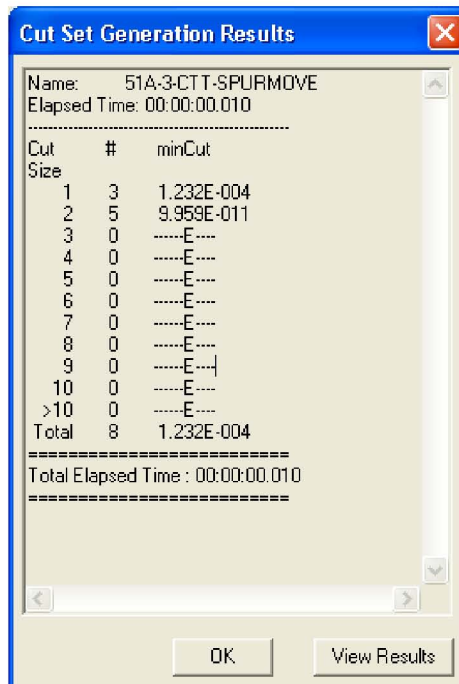 Cut Set Generation Results
Name: 51A-3-CTT-SPURMOVE
Elapsed Time: 00:00:00.010
--------------------------------------------------
Cut # minCut
Size
1 3 1.232E-004
2 5 9.959E-011
3 0 ------E----
4 0 ------E----
5 0 ------E----
6 0 ------E----
7 0 ------E----
8 0 ------E----
9 0 ------E----
10 0 ------E----
>10 0 ------E----
Total 8 1.232E-004
===========================
Total Elapsed Time : 00:00:00.010
===========================
OK View Results